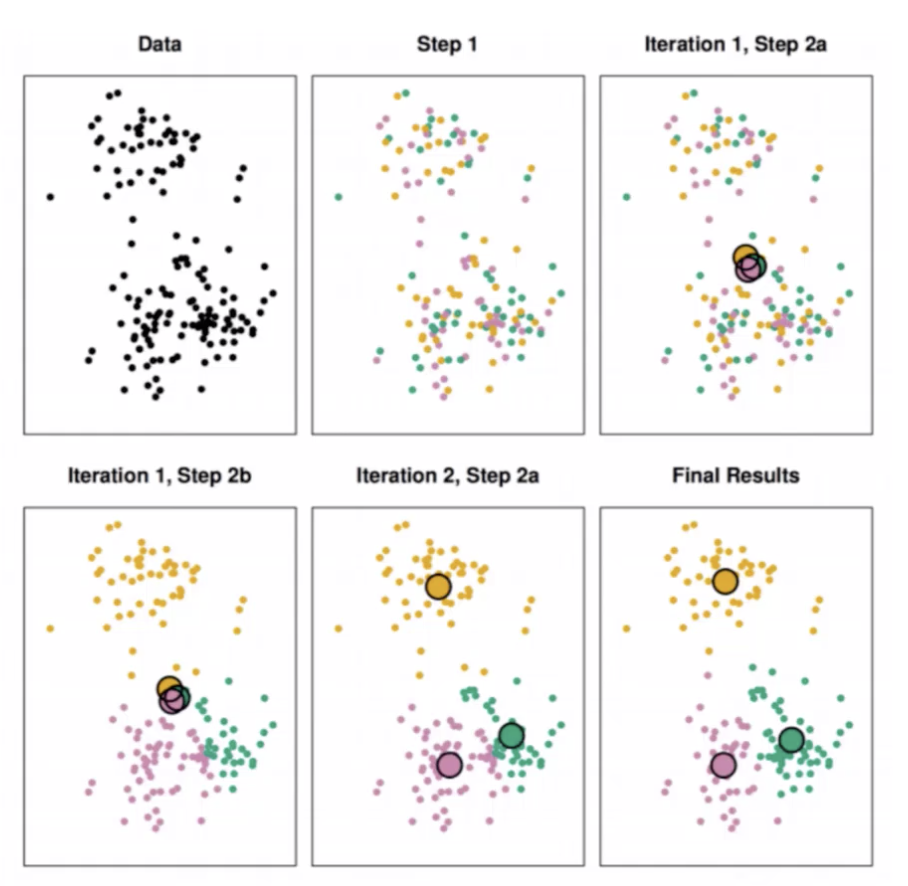 Data
Step 1
Iteration 1, Step 2a
Iteration 1, Step 2b
Iteration 2, Step 2a
Final Results